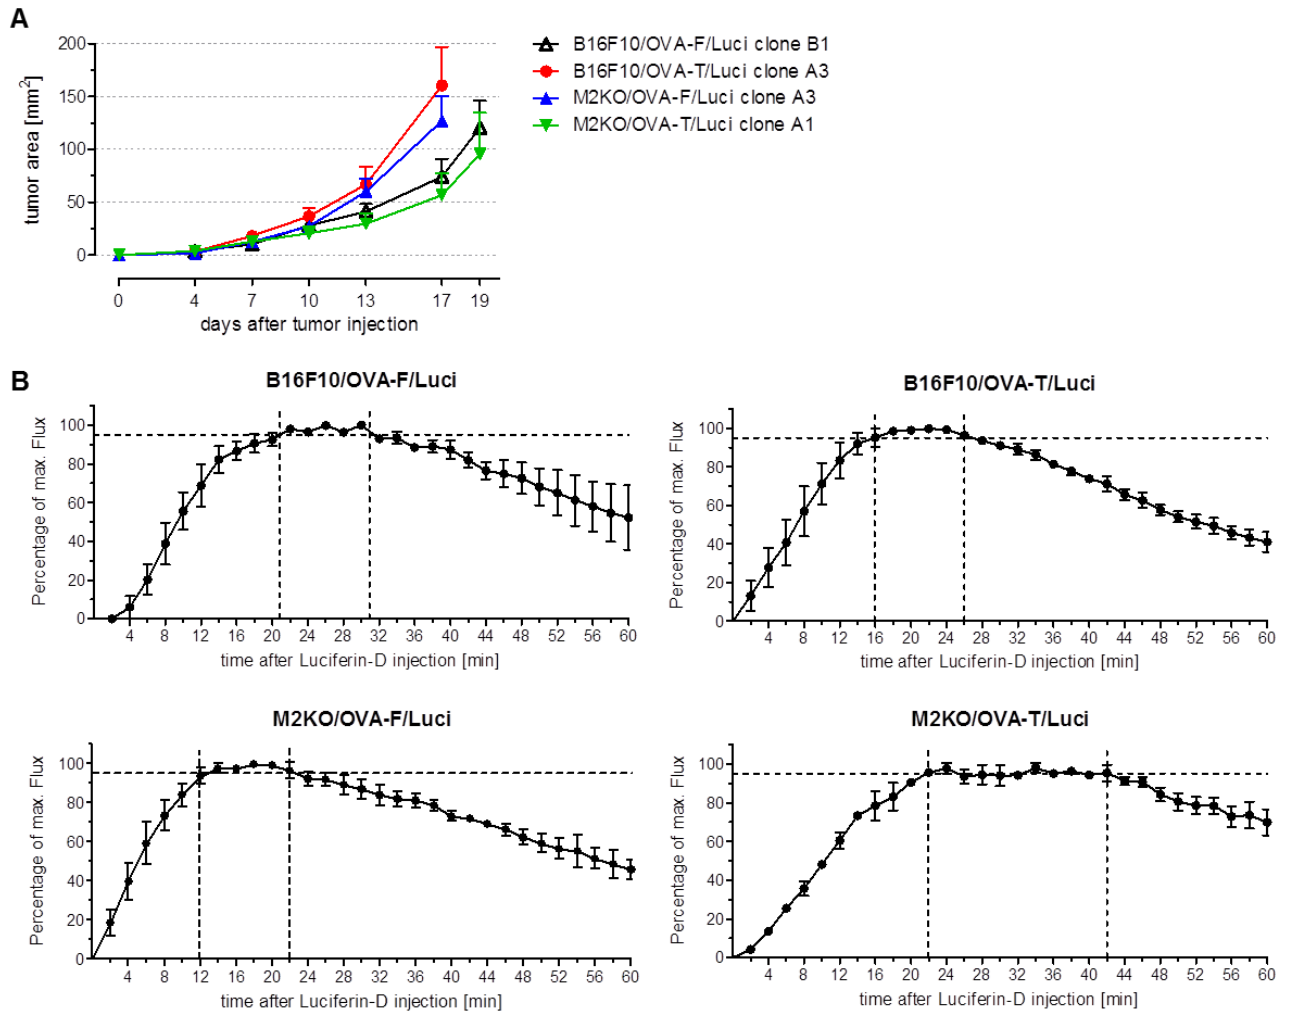 A
tumor area [mm²]
200
150
100
50
0
0 4 7 10 13 17 19
days after tumor injection
B16F10/OVA-F/Luci clone B1
B16F10/OVA-T/Luci clone A3
M2KO/OVA-F/Luci clone A3
M2KO/OVA-T/Luci clone A1
B
B16F10/OVA-F/Luci
Percentage of max. Flux
100
80
60
40
20
0
4 8 12 16 20 24 28 32 36 40 44 48 52 56 60
time after Luciferin-D injection [min]
B16F10/OVA-T/Luci
Percentage of max. Flux
100
80
60
40
20
0
4 8 12 16 20 24 28 32 36 40 44 48 52 56 60
time after Luciferin-D injection [min]
M2KO/OVA-F/Luci
Percentage of max. Flux
100
80
60
40
20
0
4 8 12 16 20 24 28 32 36 40 44 48 52 56 60
time after Luciferin-D injection [min]
M2KO/OVA-T/Luci
Percentage of max. Flux
100
80
60
40
20
0
4 8 12 16 20 24 28 32 36 40 44 48 52 56 60
time after Luciferin-D injection [min]